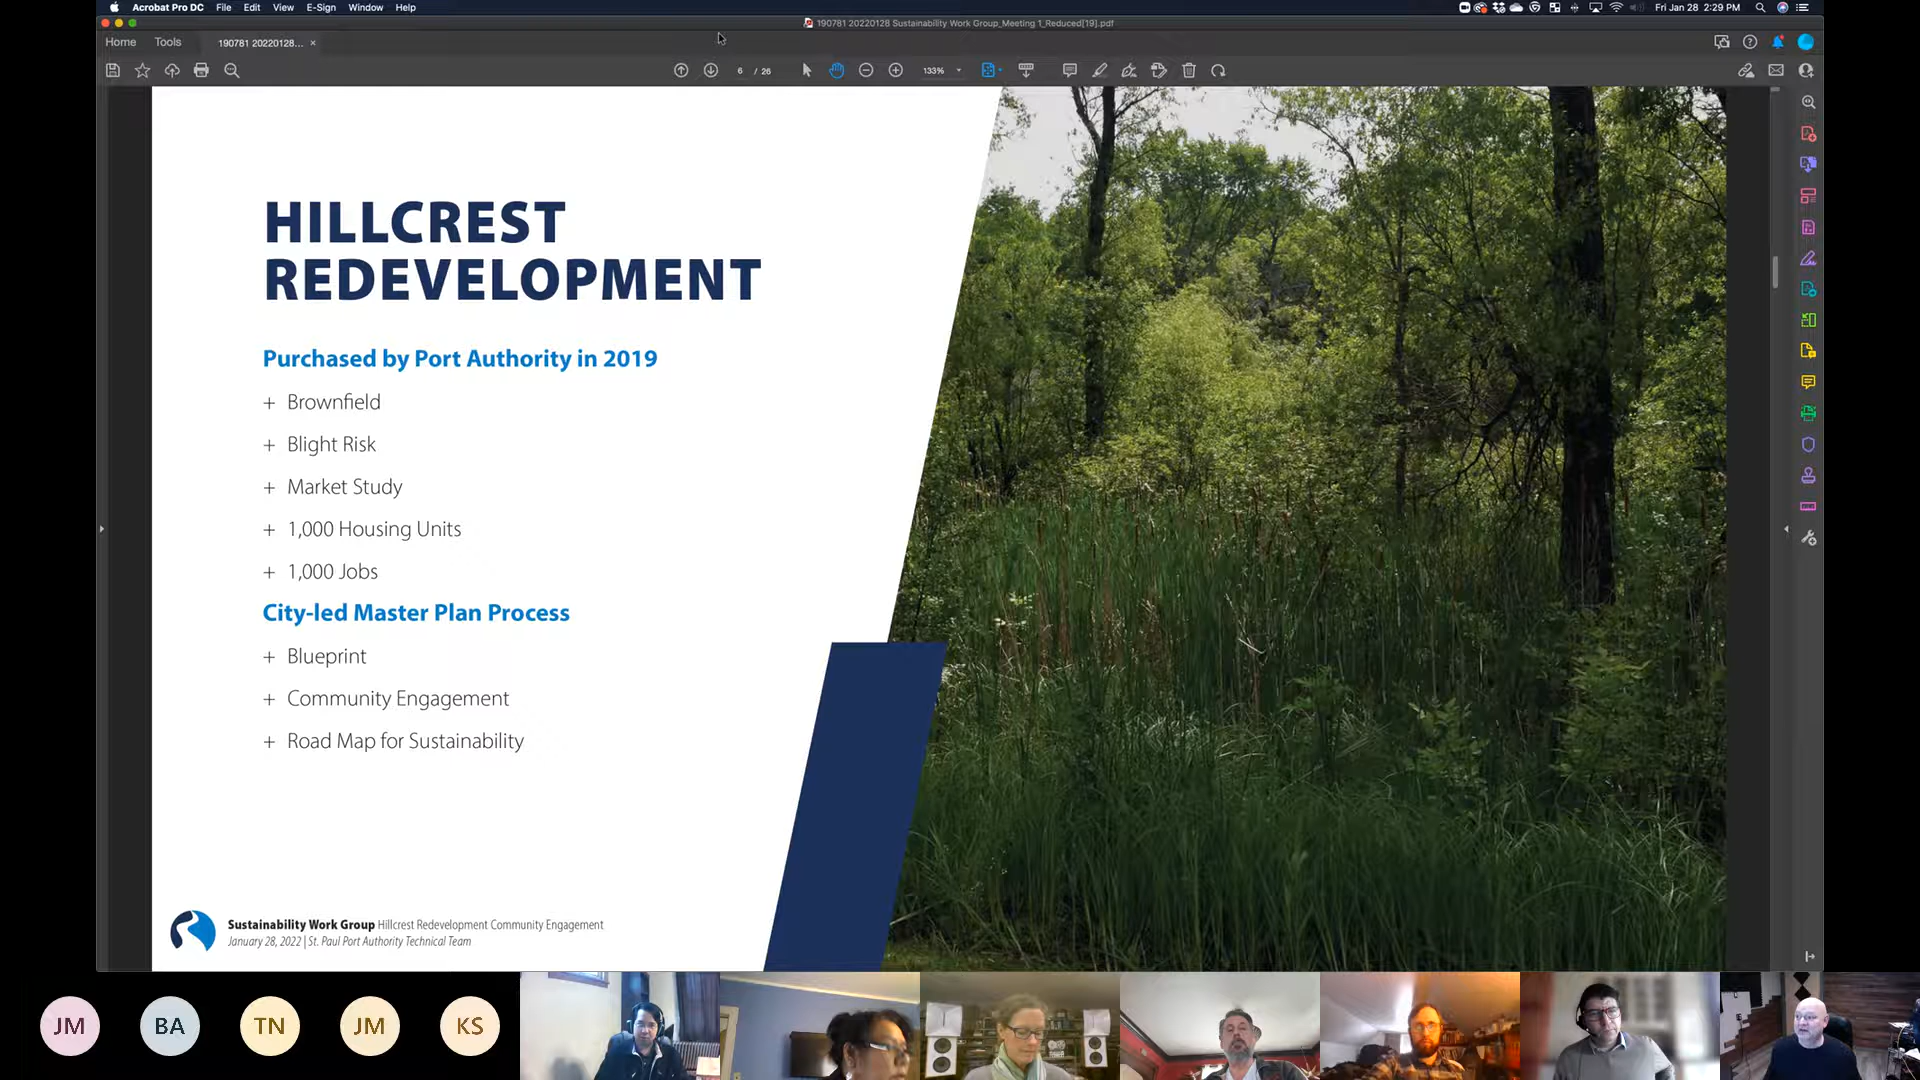 Acrobat Pro DC File Edit View E-Sign Window Help
Fri Jan 28 2:29 PM
190781 20220128 Sustainability Work Group_Meeting 1_Reduced[19].pdf
Home Tools 190781 20220128... ×
6 / 26
133%
HILLCREST
REDEVELOPMENT
Purchased by Port Authority in 2019
+ Brownfield
+ Blight Risk
+ Market Study
+ 1,000 Housing Units
+ 1,000 Jobs
City-led Master Plan Process
+ Blueprint
+ Community Engagement
+ Road Map for Sustainability
Sustainability Work Group Hillcrest Redevelopment Community Engagement
January 28, 2022 | St. Paul Port Authority Technical Team
JM BA TN JM KS